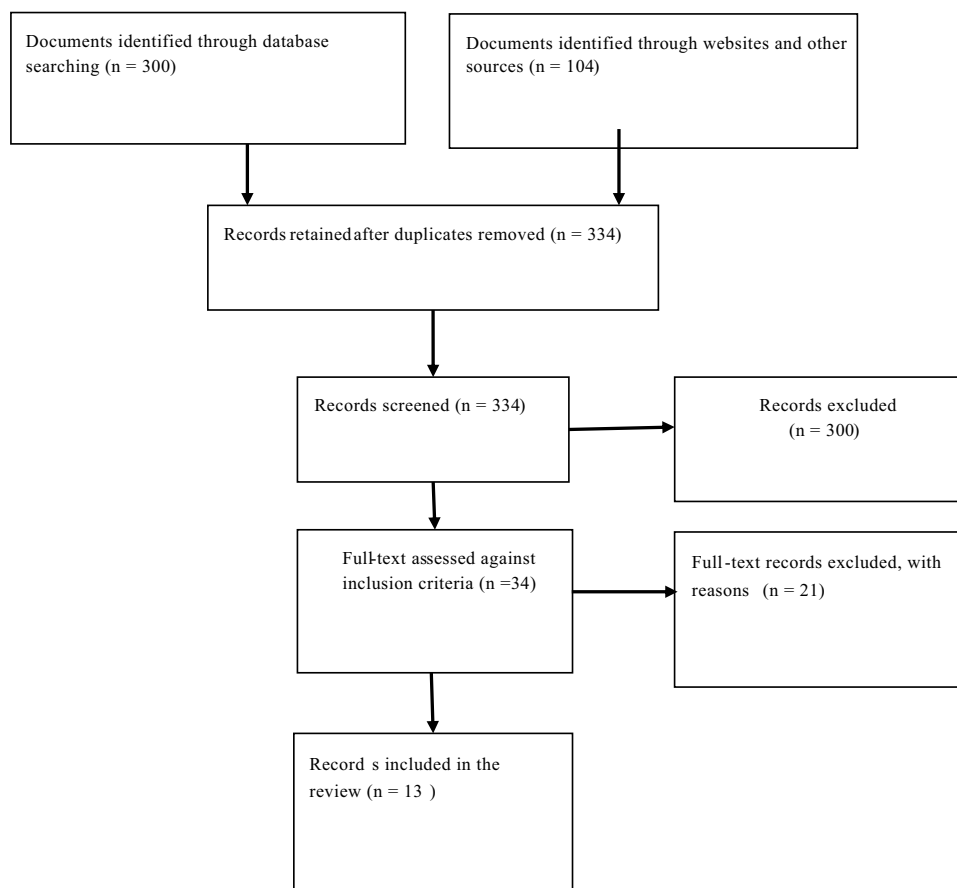 Documents identified through database
searching (n = 300)
Documents identified through websites and other
sources (n = 104)
Records retained after duplicates removed (n = 334)
Records screened (n = 334)
Records excluded
(n = 300)
Full-text assessed against
inclusion criteria (n =34)
Full-text records excluded, with
reasons (n = 21)
Record s included in the
review (n = 13 )